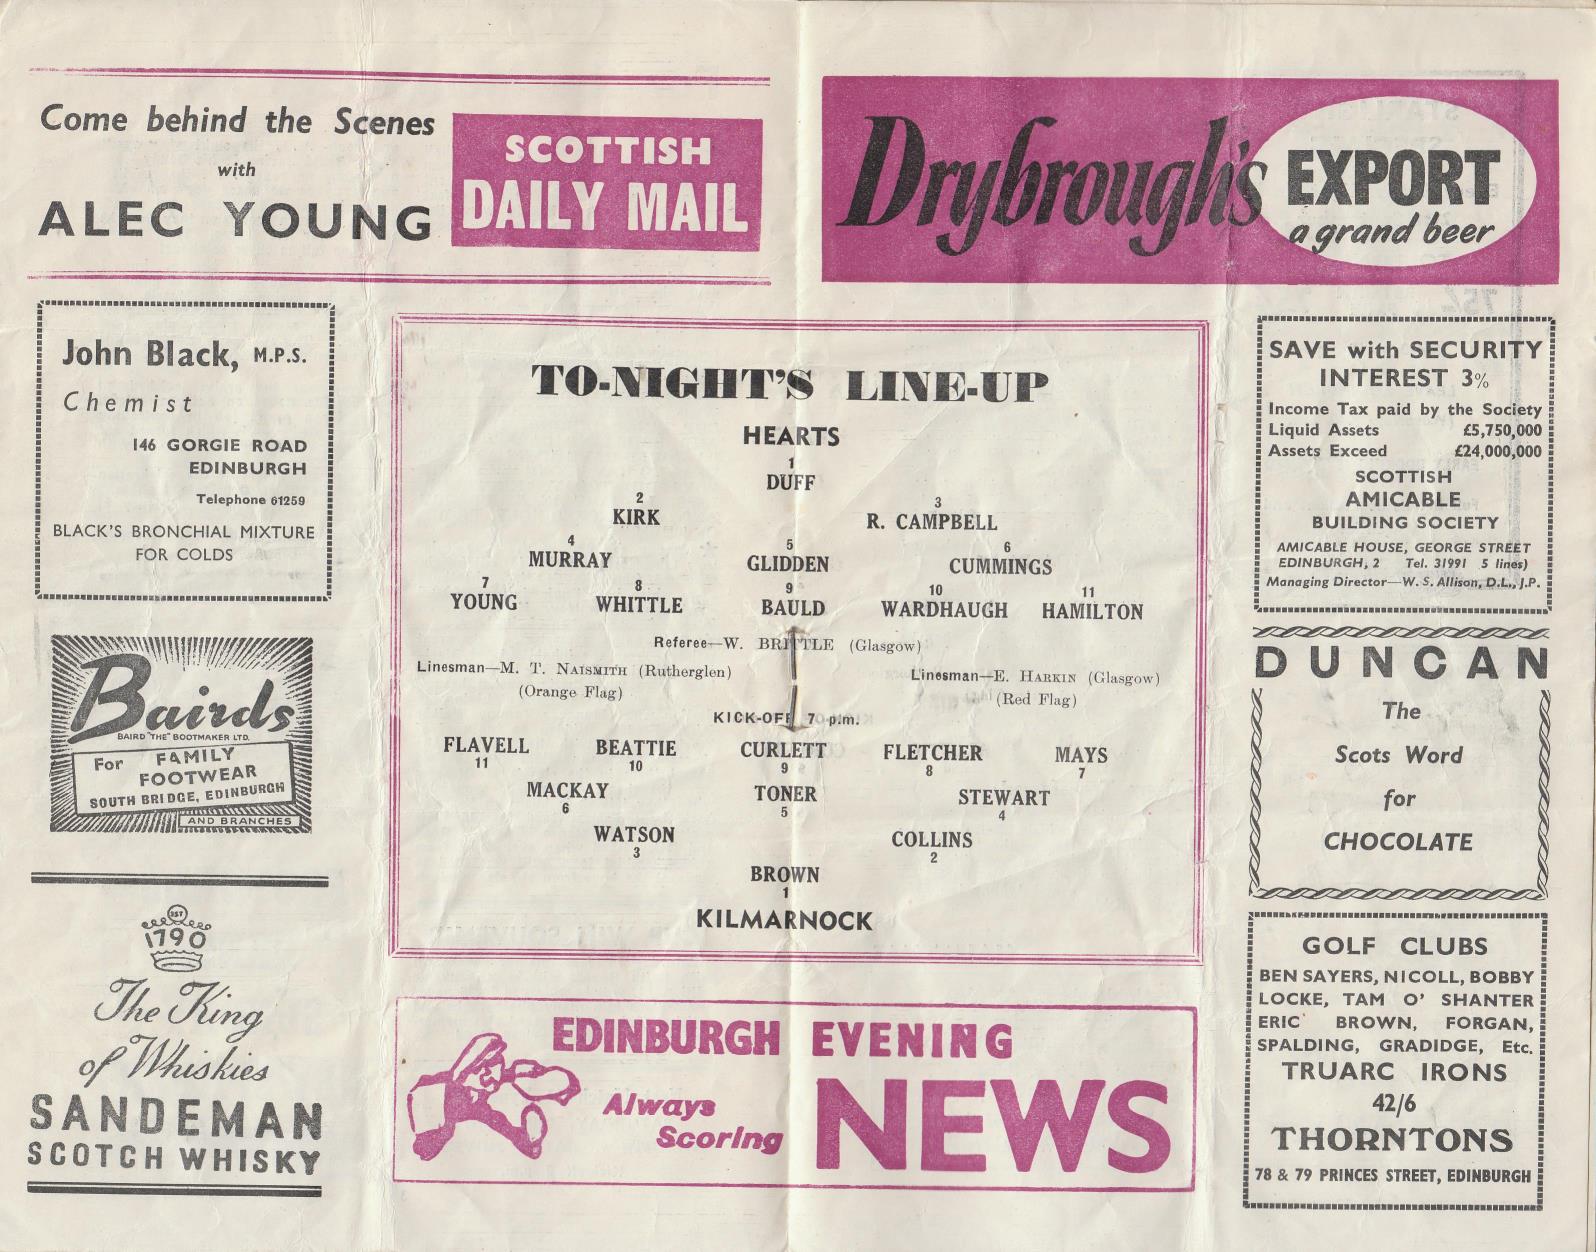 Come behind the Scenes
with
ALEC YOUNG
SCOTTISH
DAILY MAIL
Drybrough's EXPORT
a grand beer
John Black, M.P.S.
Chemist
146 GORGIE ROAD
EDINBURGH
Telephone 61259
BLACK'S BRONCHIAL MIXTURE
FOR COLDS
Bairds
BAIRD "THE" BOOTMAKER LTD.
For FAMILY
FOOTWEAR
SOUTH BRIDGE, EDINBURGH
AND BRANCHES
EST
1790
The King
of Whiskies
SANDEMAN
SCOTCH WHISKY
TO-NIGHT'S LINE-UP
HEARTS
1
DUFF
2 3
KIRK R. CAMPBELL
4 5 6
MURRAY GLIDDEN CUMMINGS
7 8 9 10 11
YOUNG WHITTLE BAULD WARDHAUGH HAMILTON
Referee—W. BRITTLE (Glasgow)
Linesman—M. T. NAISMITH (Rutherglen) Linesman—E. HARKIN (Glasgow)
(Orange Flag) (Red Flag)
KICK-OFF 7 p.m.
FLAVELL BEATTIE CURLETT FLETCHER MAYS
11 10 9 8 7
MACKAY TONER STEWART
6 5 4
WATSON COLLINS
3 2
BROWN
1
KILMARNOCK
EDINBURGH EVENING
NEWS
Always
Scoring
SAVE with SECURITY
INTEREST 3%
Income Tax paid by the Society
Liquid Assets £5,750,000
Assets Exceed £24,000,000
SCOTTISH
AMICABLE
BUILDING SOCIETY
AMICABLE HOUSE, GEORGE STREET
EDINBURGH, 2 Tel. 31991 5 lines)
Managing Director—W. S. Allison, D.L., J.P.
DUNCAN
The
Scots Word
for
CHOCOLATE
GOLF CLUBS
BEN SAYERS, NICOLL, BOBBY
LOCKE, TAM O' SHANTER
ERIC BROWN, FORGAN,
SPALDING, GRADIDGE, Etc.
TRUARC IRONS
42/6
THORNTONS
78 & 79 PRINCES STREET, EDINBURGH